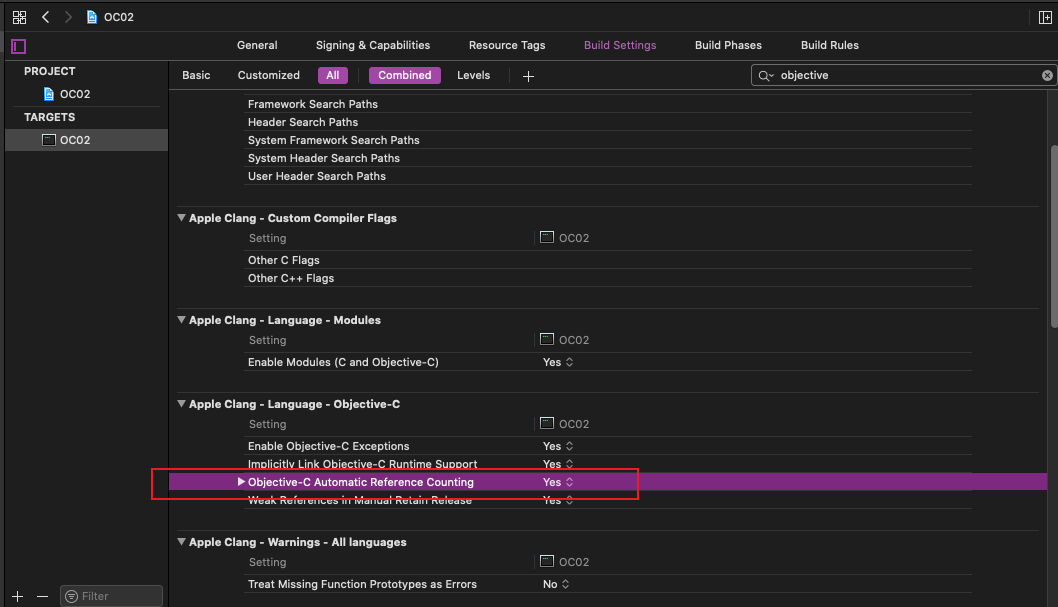 OC02
General Signing & Capabilities Resource Tags Build Settings Build Phases Build Rules
PROJECT
OC02
TARGETS
OC02
Basic Customized All Combined Levels + objective
Framework Search Paths
Header Search Paths
System Framework Search Paths
System Header Search Paths
User Header Search Paths
Apple Clang - Custom Compiler Flags
Setting OC02
Other C Flags
Other C++ Flags
Apple Clang - Language - Modules
Setting OC02
Enable Modules (C and Objective-C) Yes
Apple Clang - Language - Objective-C
Setting OC02
Enable Objective-C Exceptions Yes
Implicitly Link Objective-C Runtime Support Yes
Objective-C Automatic Reference Counting Yes
Weak References in Manual Retain Release Yes
Apple Clang - Warnings - All languages
Setting OC02
Treat Missing Function Prototypes as Errors No
+ − Filter